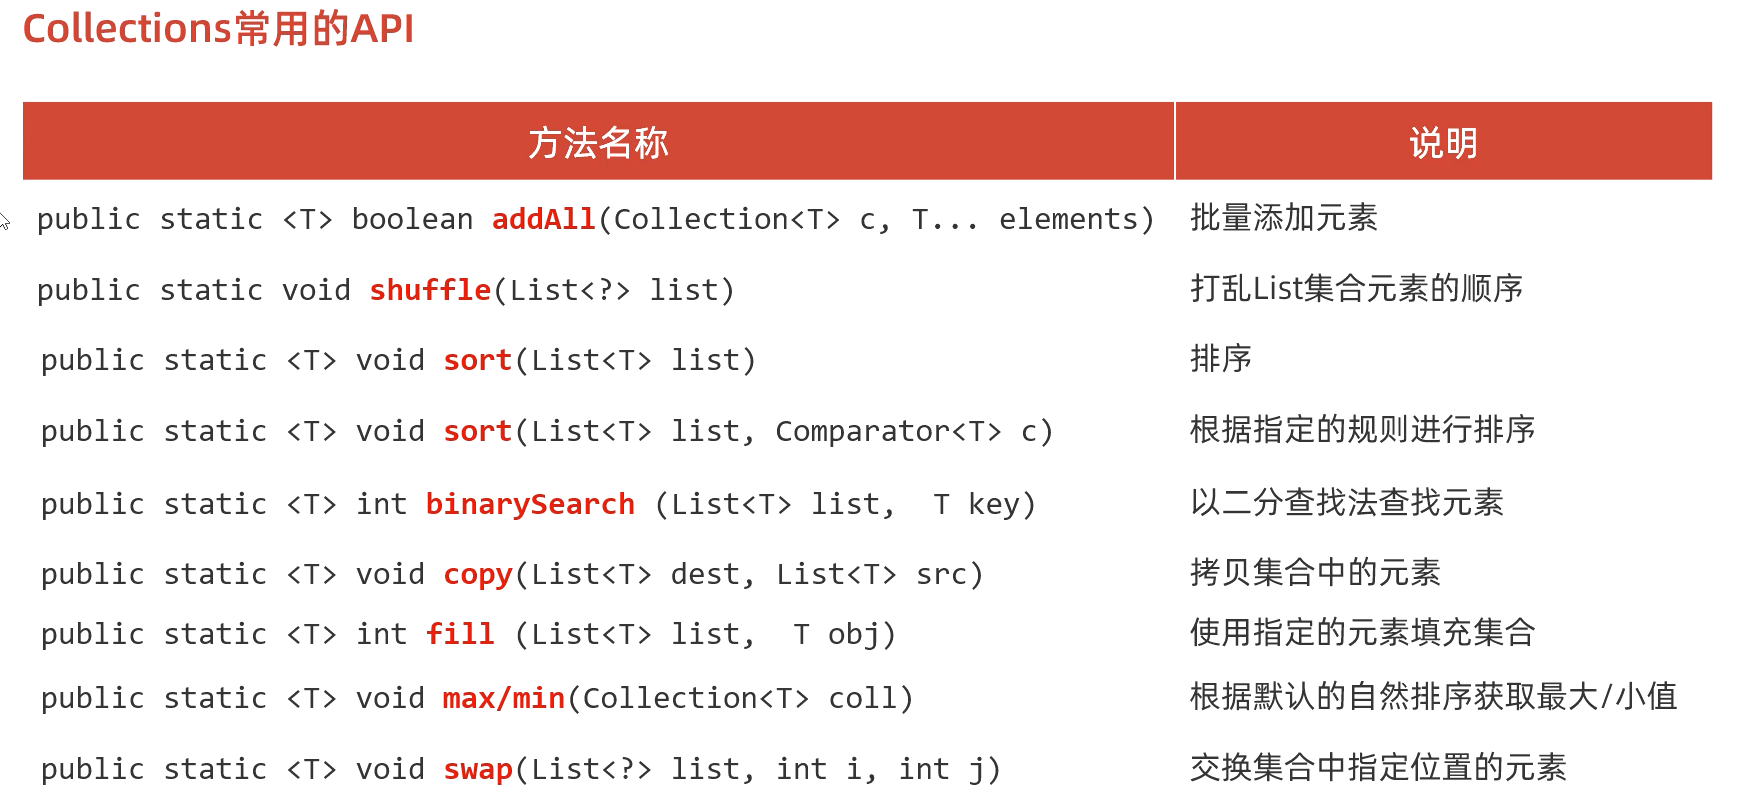 Collections常用的API
方法名称 说明
public static <T> boolean addAll(Collection<T> c, T... elements) 批量添加元素
public static void shuffle(List<?> list) 打乱List集合元素的顺序
public static <T> void sort(List<T> list) 排序
public static <T> void sort(List<T> list, Comparator<T> c) 根据指定的规则进行排序
public static <T> int binarySearch (List<T> list,  T key) 以二分查找法查找元素
public static <T> void copy(List<T> dest, List<T> src) 拷贝集合中的元素
public static <T> int fill (List<T> list,  T obj) 使用指定的元素填充集合
public static <T> void max/min(Collection<T> coll) 根据默认的自然排序获取最大/小值
public static <T> void swap(List<?> list, int i, int j) 交换集合中指定位置的元素